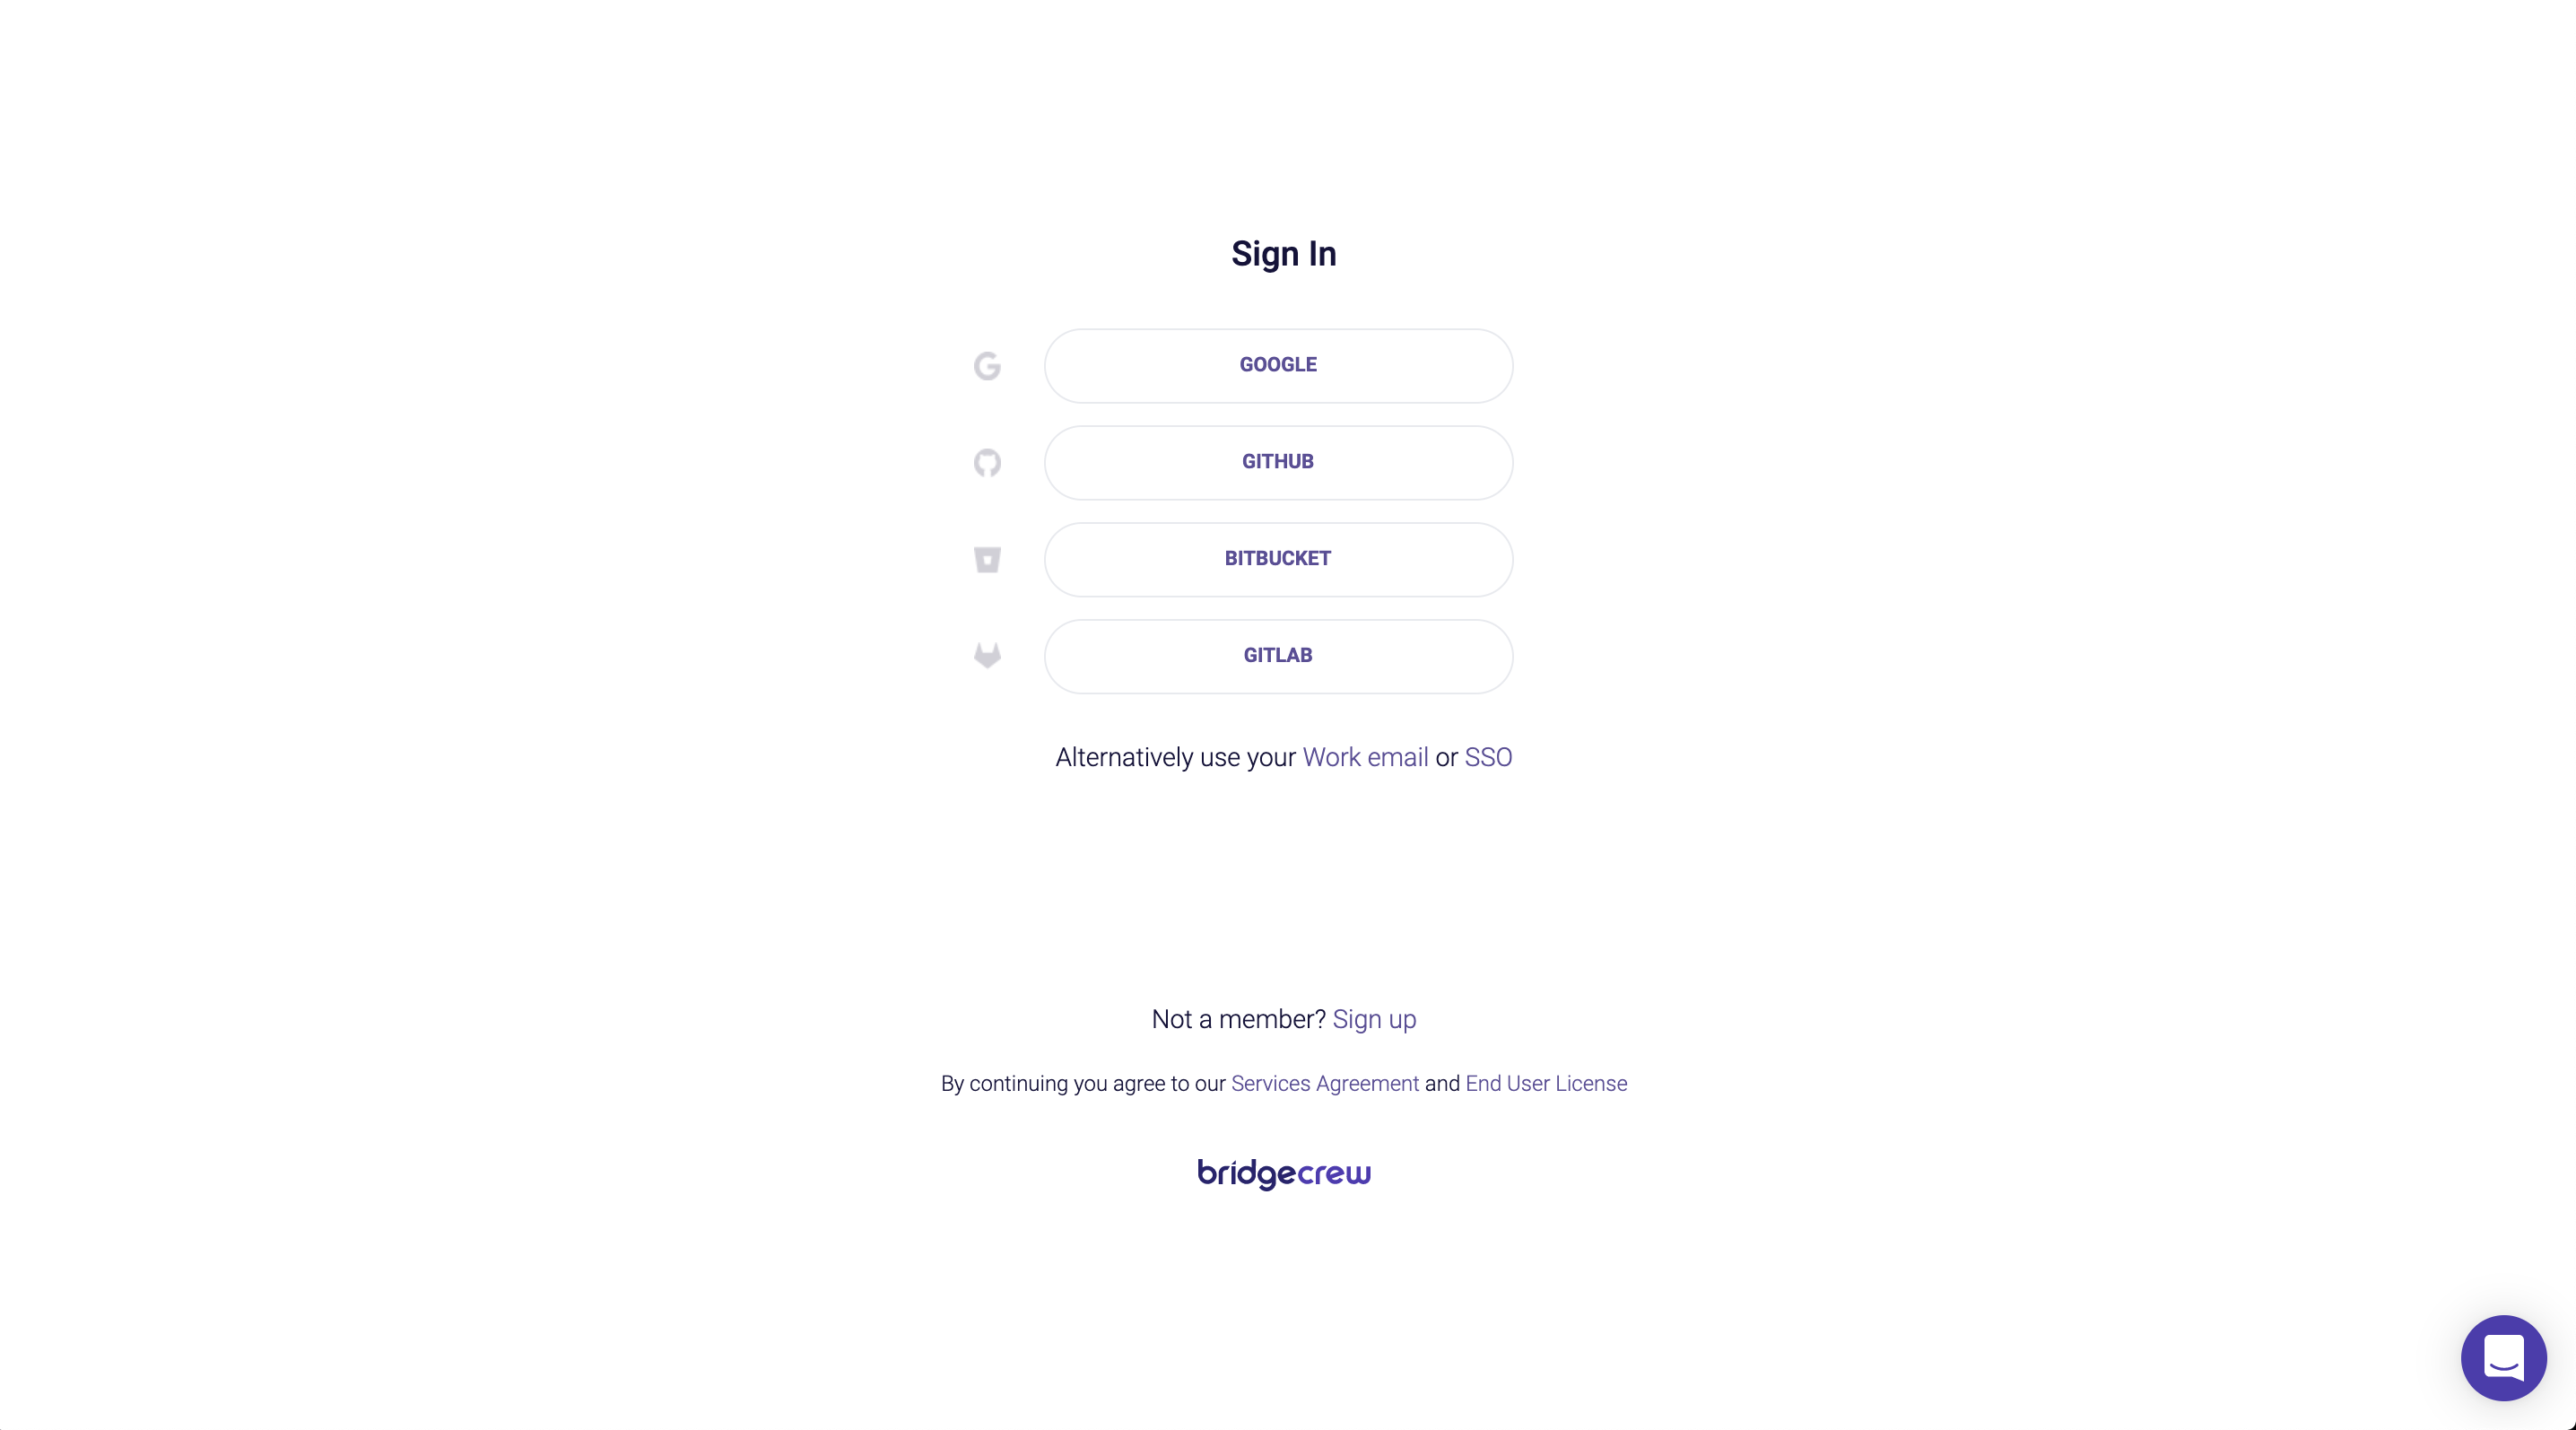 Sign In
GOOGLE
GITHUB
BITBUCKET
GITLAB
Alternatively use your Work email or SSO
Not a member? Sign up
By continuing you agree to our Services Agreement and End User License
bridgecrew